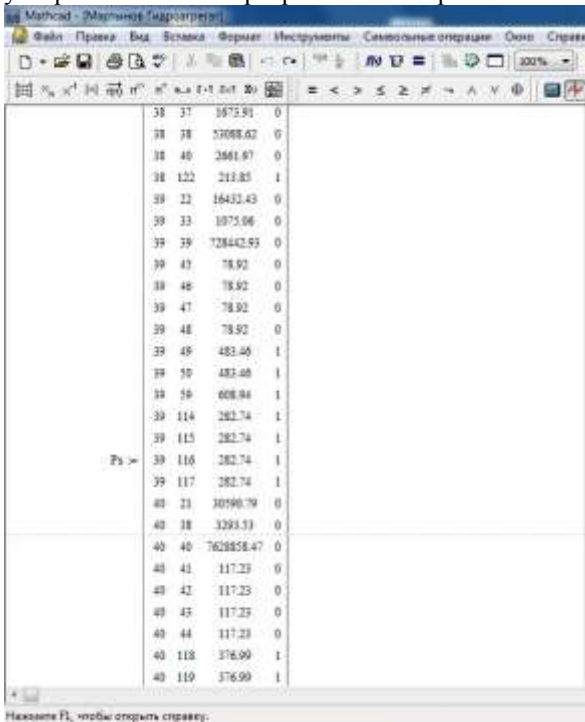 Mathcad - [Мартынов Гидроагрегат]
Файл Правка Вид Вставка Формат Инструменты Символьные операции Окно Справка
200%
38 37 1673.91 0
38 38 53088.62 0
38 40 2661.97 0
38 122 213.85 1
39 22 16432.43 0
39 33 1075.06 0
39 39 728442.93 0
39 45 78.92 0
39 46 78.92 0
39 47 78.92 0
39 48 78.92 0
39 49 483.46 1
39 50 483.46 1
39 59 608.94 1
39 114 282.74 1
39 115 282.74 1
Ps := 39 116 282.74 1
39 117 282.74 1
40 21 30590.79 0
40 38 3293.53 0
40 40 7628858.47 0
40 41 117.23 0
40 42 117.23 0
40 43 117.23 0
40 44 117.23 0
40 118 376.99 1
40 119 376.99 1
Нажмите F1, чтобы открыть справку.